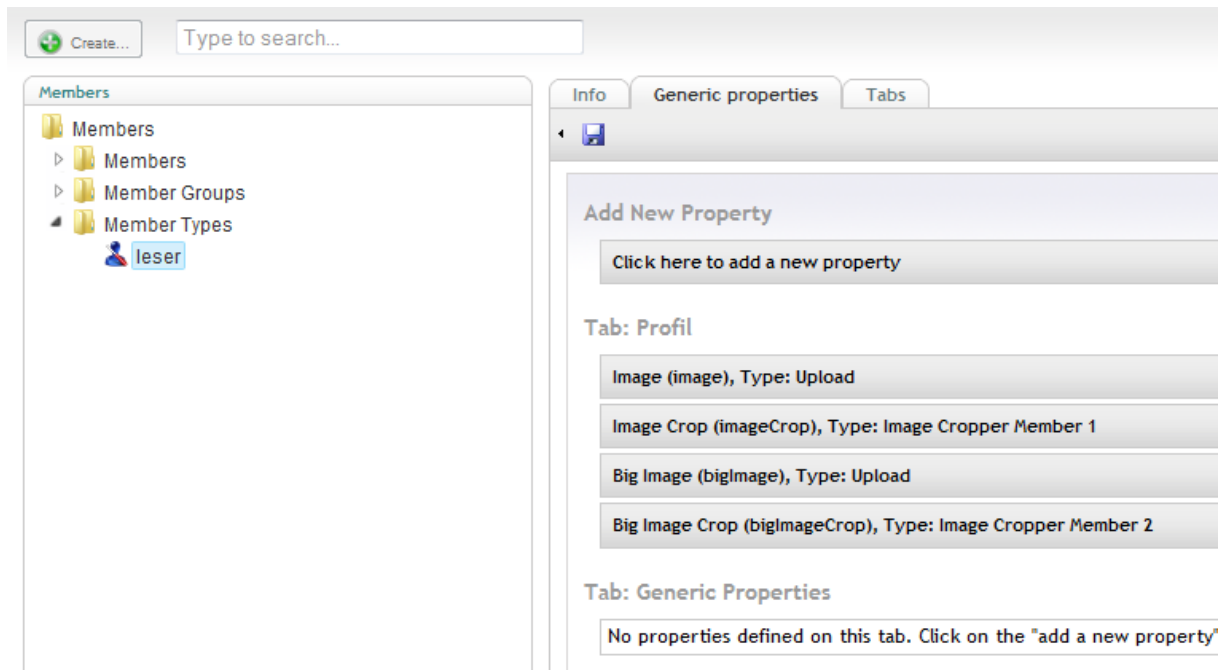 Create...
Type to search...
Members
Members
Members
Member Groups
Member Types
leser
Info
Generic properties
Tabs
Add New Property
Click here to add a new property
Tab: Profil
Image (image), Type: Upload
Image Crop (imageCrop), Type: Image Cropper Member 1
Big Image (bigImage), Type: Upload
Big Image Crop (bigImageCrop), Type: Image Cropper Member 2
Tab: Generic Properties
No properties defined on this tab. Click on the "add a new property"